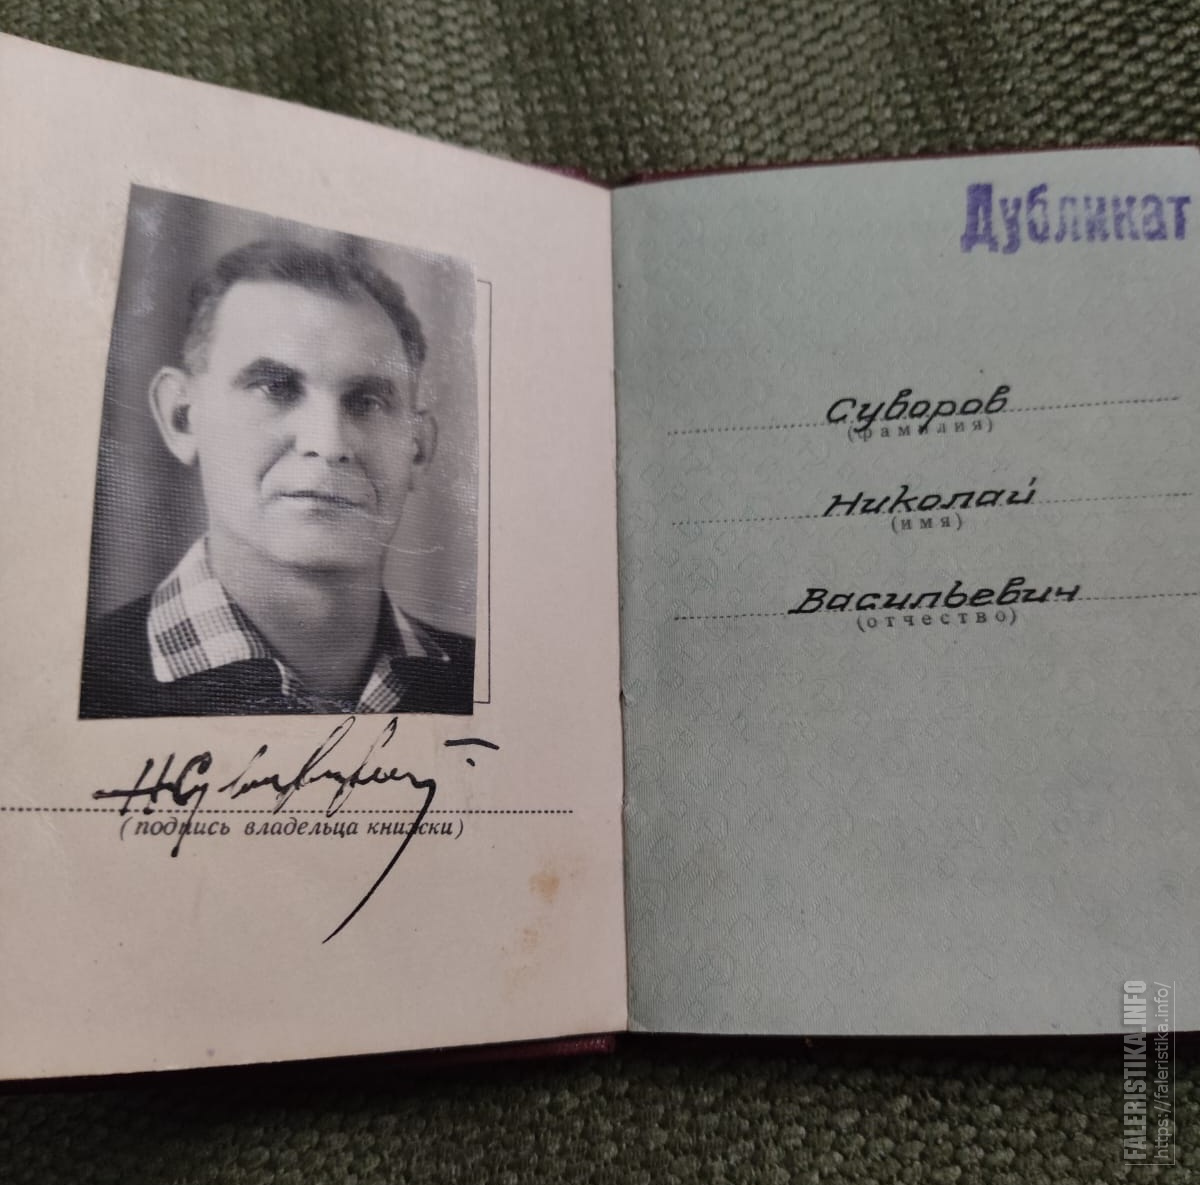 (подпись владельца книжки)
Дубликат
Суворов
(фамилия)
Николай
(имя)
Васильевич
(отчество)
FALERISTIKA.INFO
https://faleristika.info/